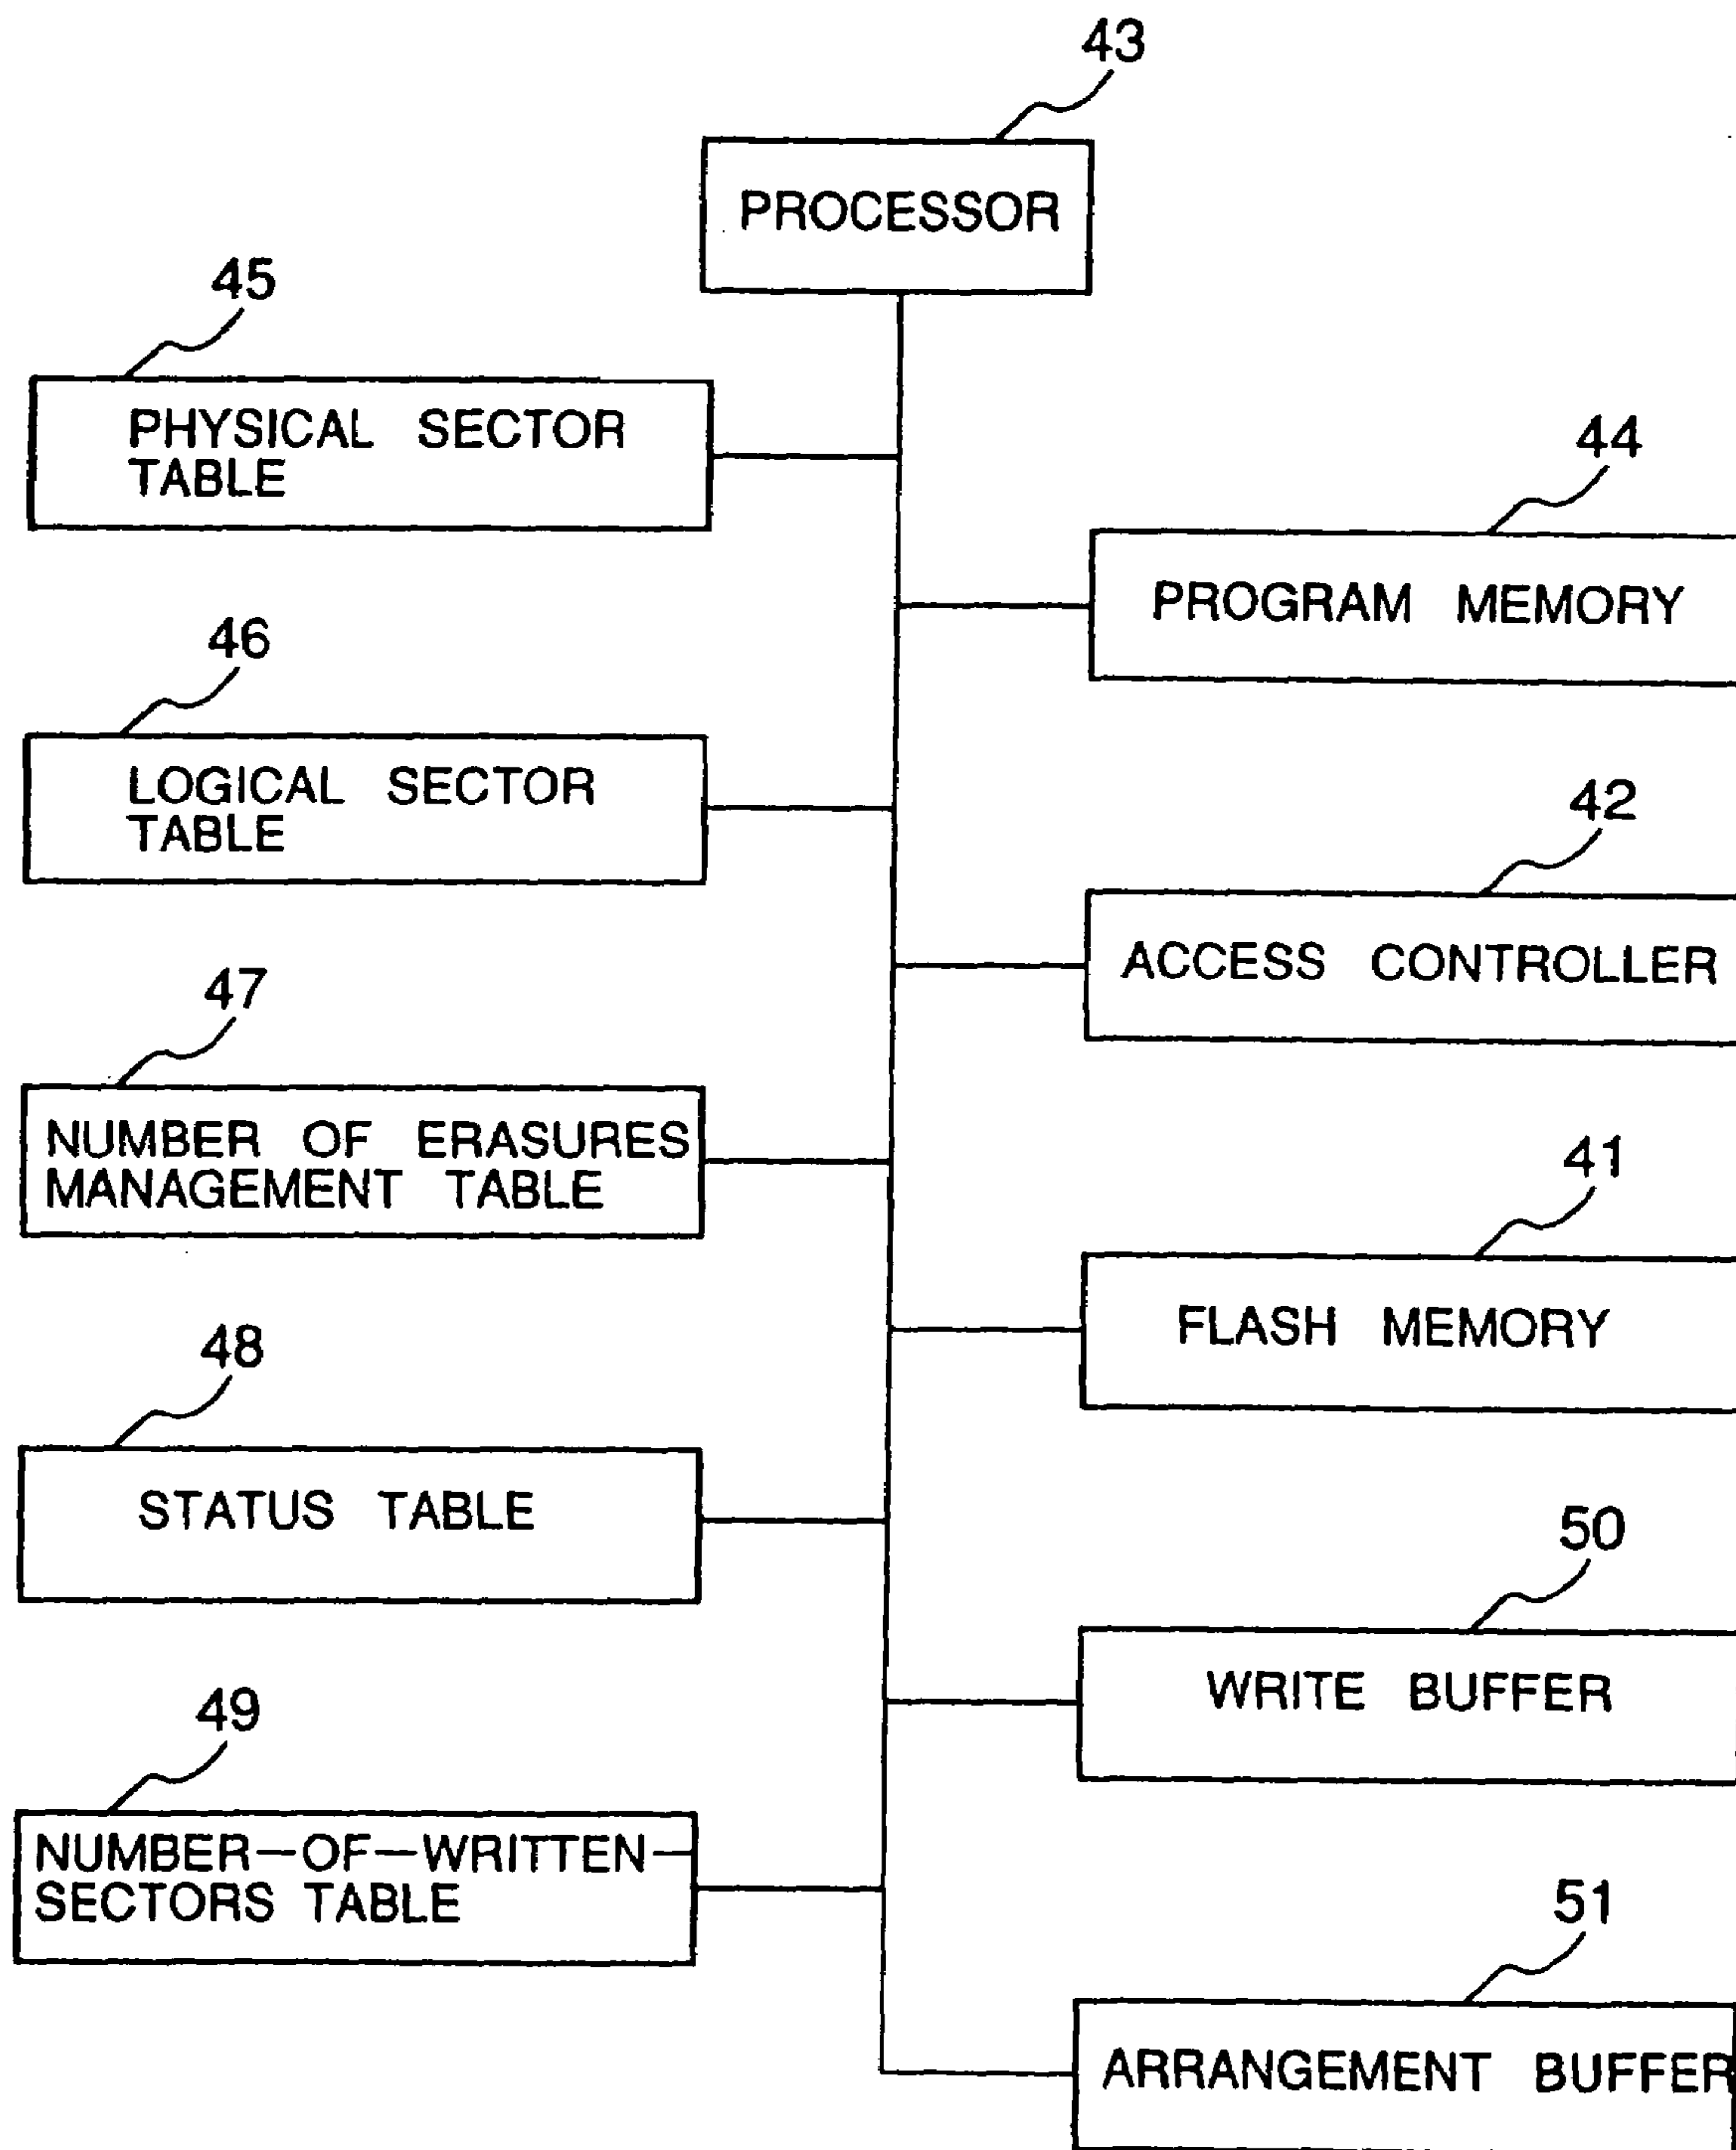 43
PROCESSOR
45
PHYSICAL SECTOR
TABLE
44
PROGRAM MEMORY
46
LOGICAL SECTOR
TABLE
42
ACCESS CONTROLLER
47
NUMBER OF ERASURES
MANAGEMENT TABLE
41
FLASH MEMORY
48
STATUS TABLE
50
WRITE BUFFER
49
NUMBER-OF-WRITTEN-
SECTORS TABLE
51
ARRANGEMENT BUFFER